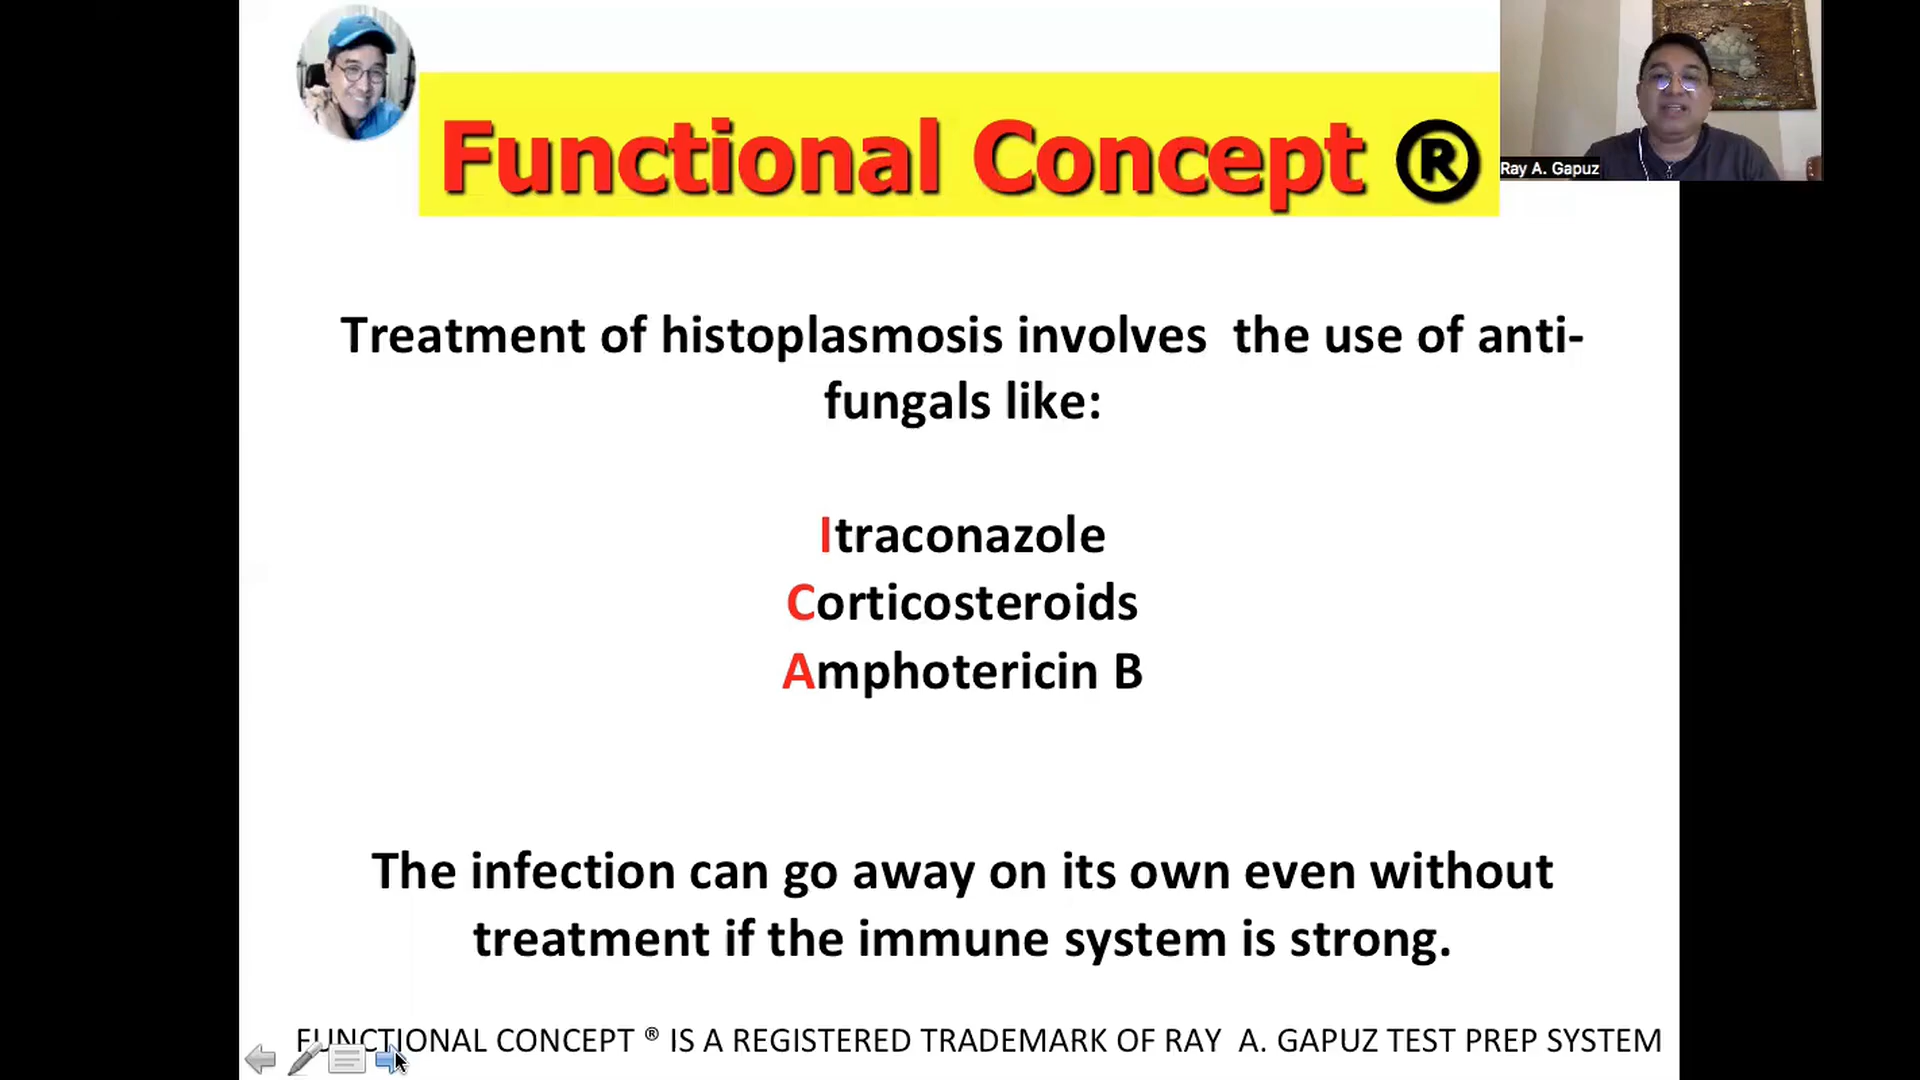 Functional Concept ®
Ray A. Gapuz
Treatment of histoplasmosis involves  the use of anti-
fungals like:
Itraconazole
Corticosteroids
Amphotericin B
The infection can go away on its own even without
treatment if the immune system is strong.
FUNCTIONAL CONCEPT ® IS A REGISTERED TRADEMARK OF RAY  A. GAPUZ TEST PREP SYSTEM